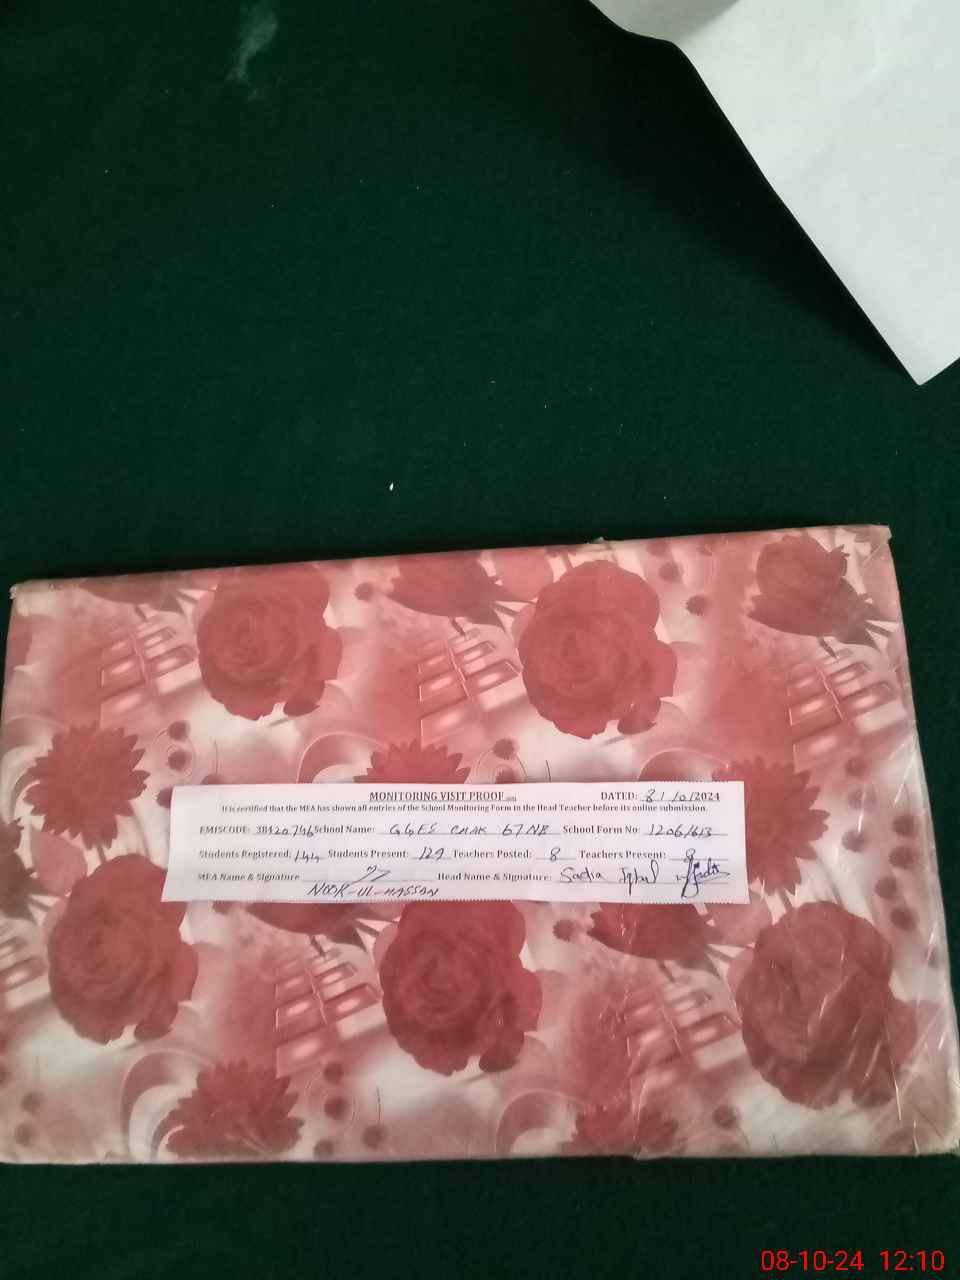 MONITORING VISIT PROOF DATED: 8/10/2024
It is certified that the MEA has shown all entries of the School Monitoring Form to the Head Teacher before its online submission.
EMISCODE: 38120746 School Name: GGES CHAK 67NB School Form No: 1206/613
Students Registered: 144 Students Present: 129 Teachers Posted: 8 Teachers Present: 8
MEA Name & Signature Head Name & Signature: Sadia Iqbal
NOOR-UL-HASSAN
08-10-24 12:10